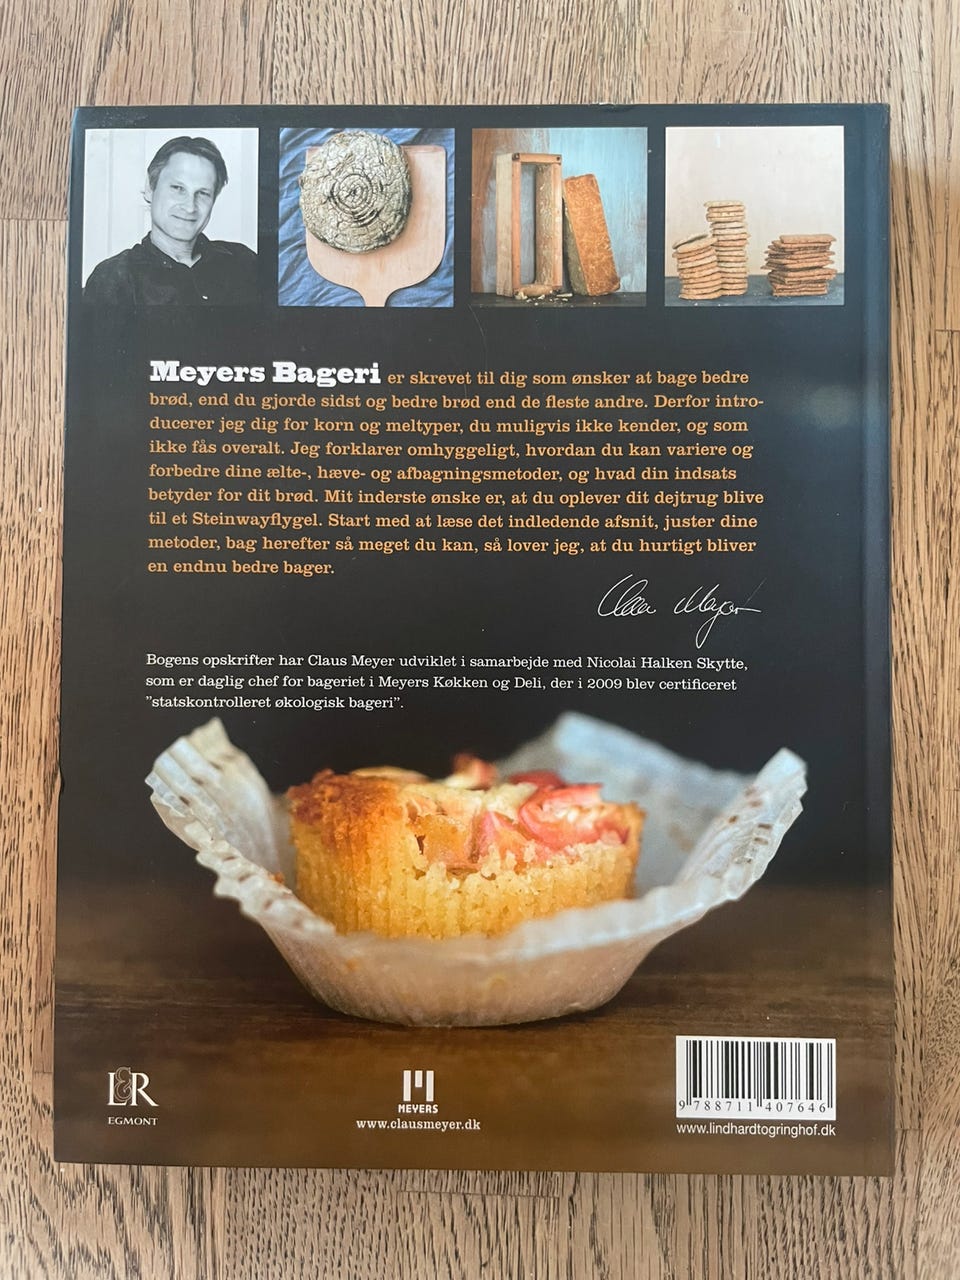 Meyers Bageri er skrevet til dig som ønsker at bage bedre
brød, end du gjorde sidst og bedre brød end de fleste andre. Derfor intro-
ducerer jeg dig for korn og meltyper, du muligvis ikke kender, og som
ikke fås overalt. Jeg forklarer omhyggeligt, hvordan du kan variere og
forbedre dine ælte-, hæve- og afbagningsmetoder, og hvad din indsats
betyder for dit brød. Mit inderste ønske er, at du oplever dit dejtrug blive
til et Steinwayflygel. Start med at læse det indledende afsnit, juster dine
metoder, bag herefter så meget du kan, så lover jeg, at du hurtigt bliver
en endnu bedre bager.
Claus Meyer
Bogens opskrifter har Claus Meyer udviklet i samarbejde med Nicolai Halken Skytte,
som er daglig chef for bageriet i Meyers Køkken og Deli, der i 2009 blev certificeret
”statskontrolleret økologisk bageri”.
L&R
EGMONT
MEYERS
www.clausmeyer.dk
9 788711 407646
www.lindhardtogringhof.dk